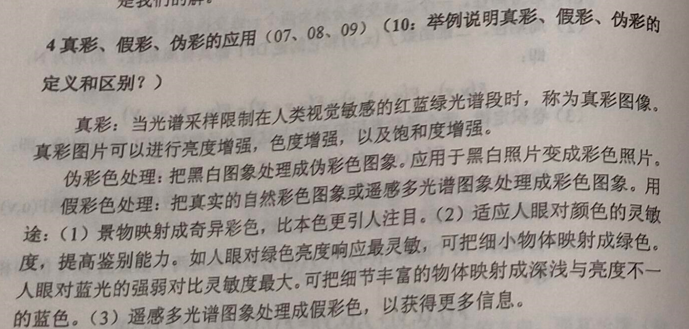 是我们的解。
4 真彩、假彩、伪彩的应用（07、08、09）（10：举例说明真彩、假彩、伪彩的
定义和区别？）
真彩：当光谱采样限制在人类视觉敏感的红蓝绿光谱段时，称为真彩图像。
真彩图片可以进行亮度增强，色度增强，以及饱和度增强。
伪彩色处理：把黑白图象处理成伪彩色图象。应用于黑白照片变成彩色照片。
假彩色处理：把真实的自然彩色图象或遥感多光谱图象处理成彩色图象。用
途：（1）景物映射成奇异彩色，比本色更引人注目。（2）适应人眼对颜色的灵敏
度，提高鉴别能力。如人眼对绿色亮度响应最灵敏，可把细小物体映射成绿色。
人眼对蓝光的强弱对比灵敏度最大。可把细节丰富的物体映射成深浅与亮度不一
的蓝色。（3）遥感多光谱图象处理成假彩色，以获得更多信息。